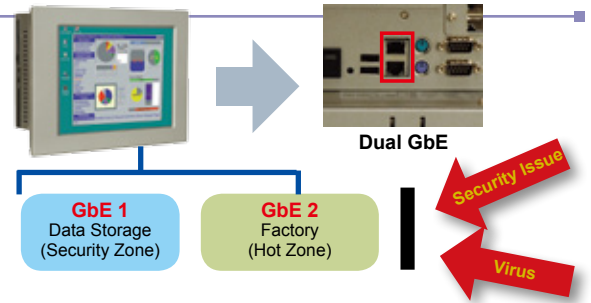 Dual GbE
Security Issue
GbE 1
Data Storage
(Security Zone)
GbE 2
Factory
(Hot Zone)
Virus